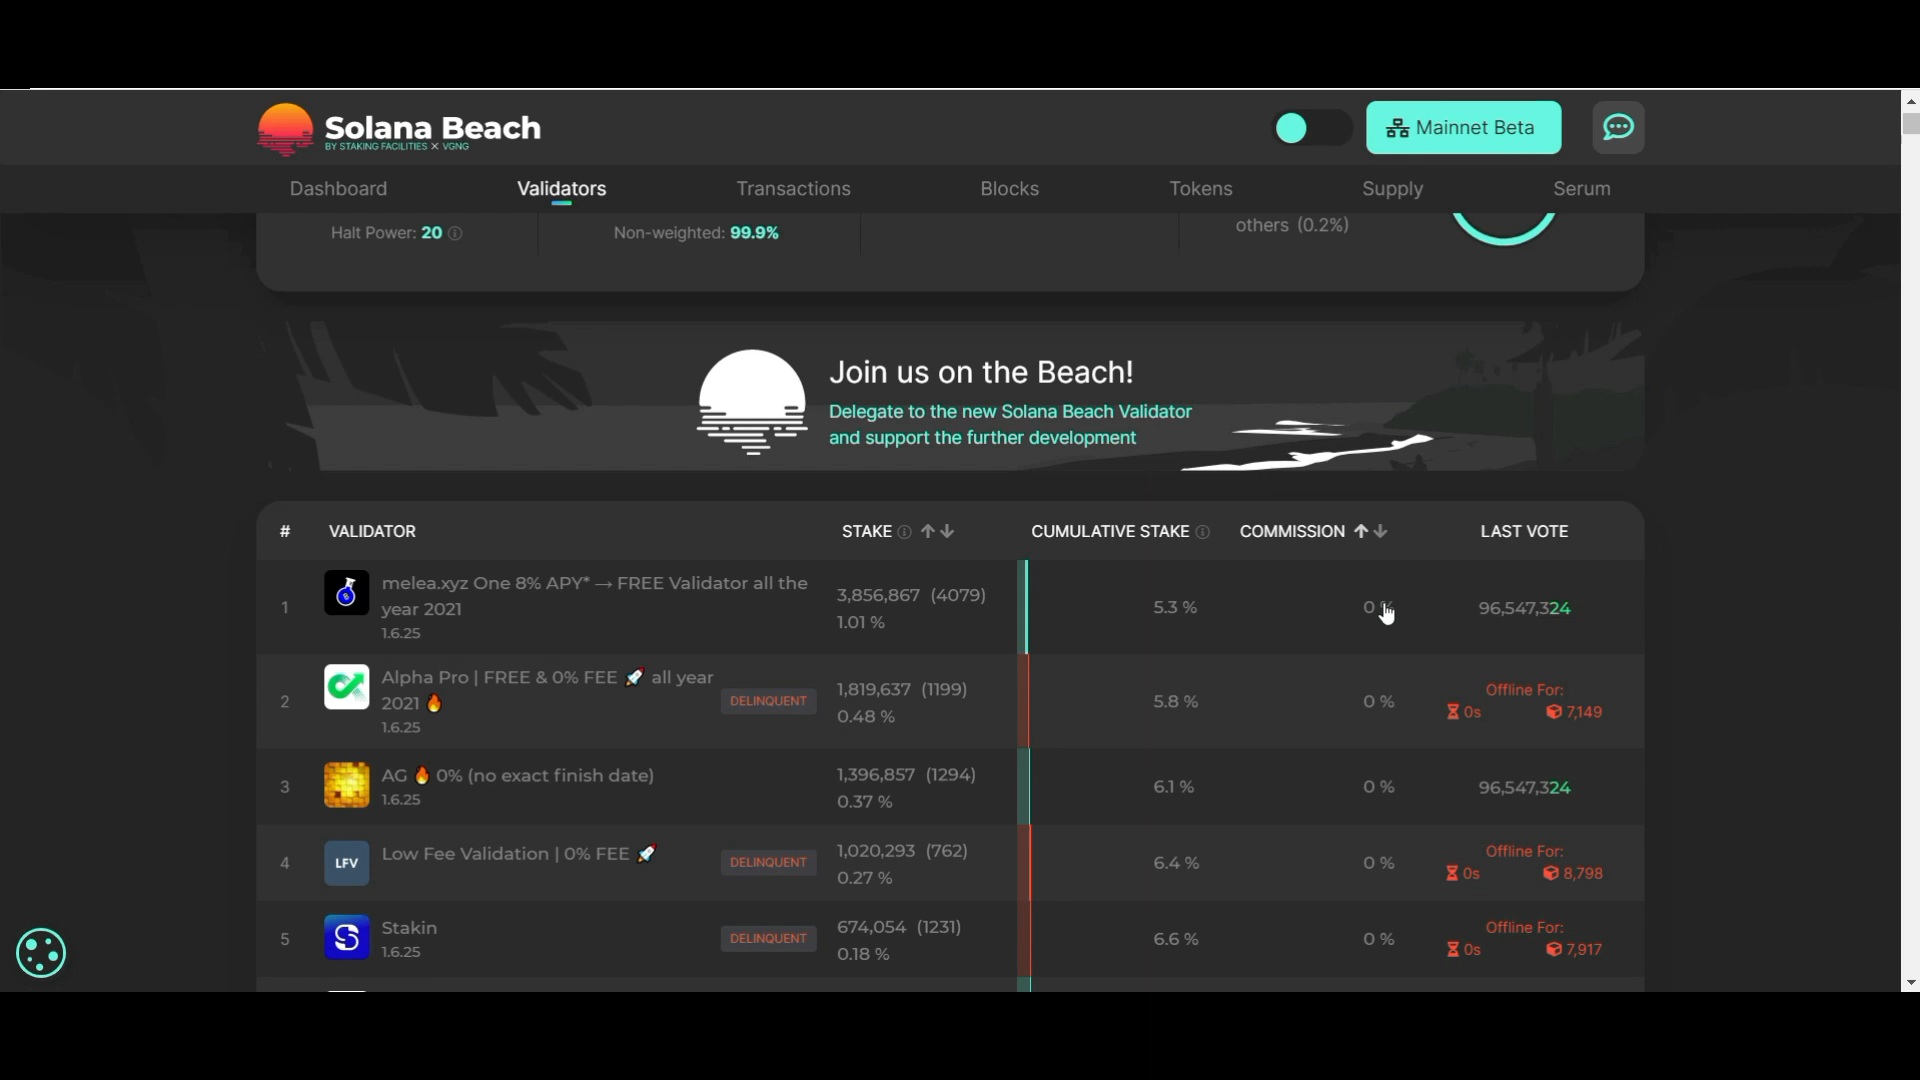 Solana Beach
BY STAKING FACILITIES X VGNG
Mainnet Beta
Dashboard Validators Transactions Blocks Tokens Supply Serum
Halt Power: 20
Non-weighted: 99.9%
others (0.2%)
Join us on the Beach!
Delegate to the new Solana Beach Validator
and support the further development
# VALIDATOR STAKE CUMULATIVE STAKE COMMISSION LAST VOTE
1
melea.xyz One 8% APY* → FREE Validator all the
year 2021
1.6.25
3,856,867 (4079)
1.01 %
5.3 %
0 %
96,547,324
2
Alpha Pro | FREE & 0% FEE 🚀 all year
2021 🔥
1.6.25
DELINQUENT
1,819,637 (1199)
0.48 %
5.8 %
0 %
Offline For:
0s 7,149
3
AG 🔥 0% (no exact finish date)
1.6.25
1,396,857 (1294)
0.37 %
6.1 %
0 %
96,547,324
4
LFV
Low Fee Validation | 0% FEE 🚀
DELINQUENT
1,020,293 (762)
0.27 %
6.4 %
0 %
Offline For:
0s 8,798
5
Stakin
1.6.25
DELINQUENT
674,054 (1231)
0.18 %
6.6 %
0 %
Offline For:
0s 7,917